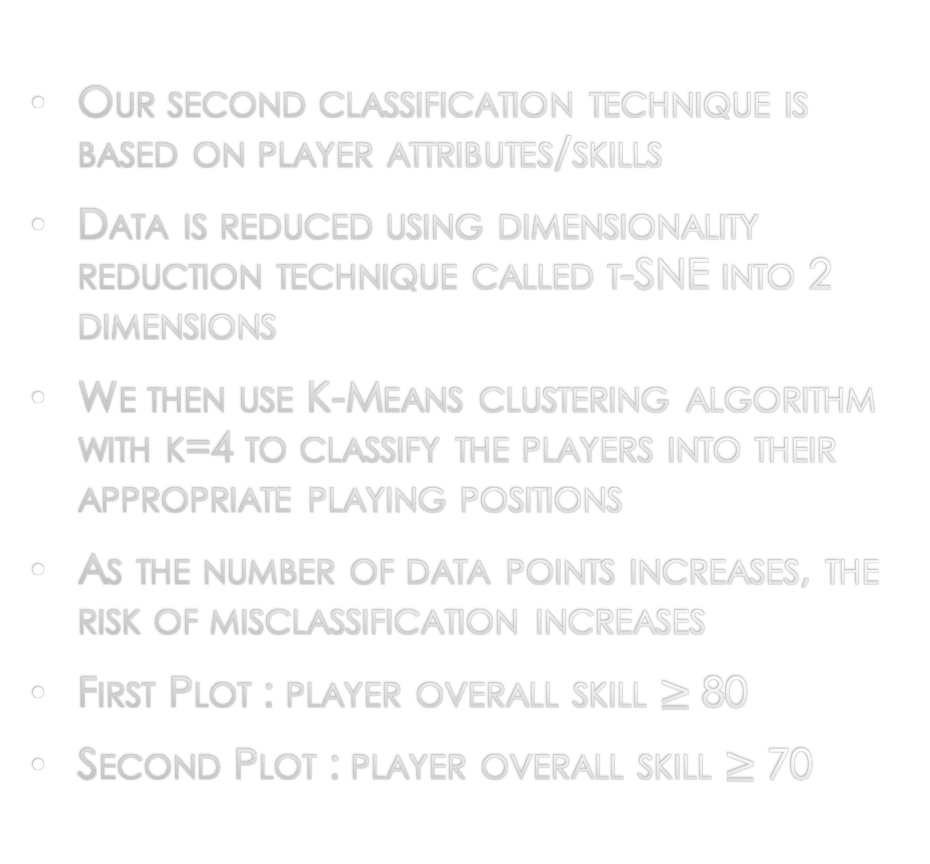 • Our second classification technique is
based on player attributes/skills
• Data is reduced using dimensionality
reduction technique called t-SNE into 2
dimensions
• We then use K-Means clustering algorithm
with k=4 to classify the players into their
appropriate playing positions
• As the number of data points increases, the
risk of misclassification increases
• First Plot : player overall skill ≥ 80
• Second Plot : player overall skill ≥ 70